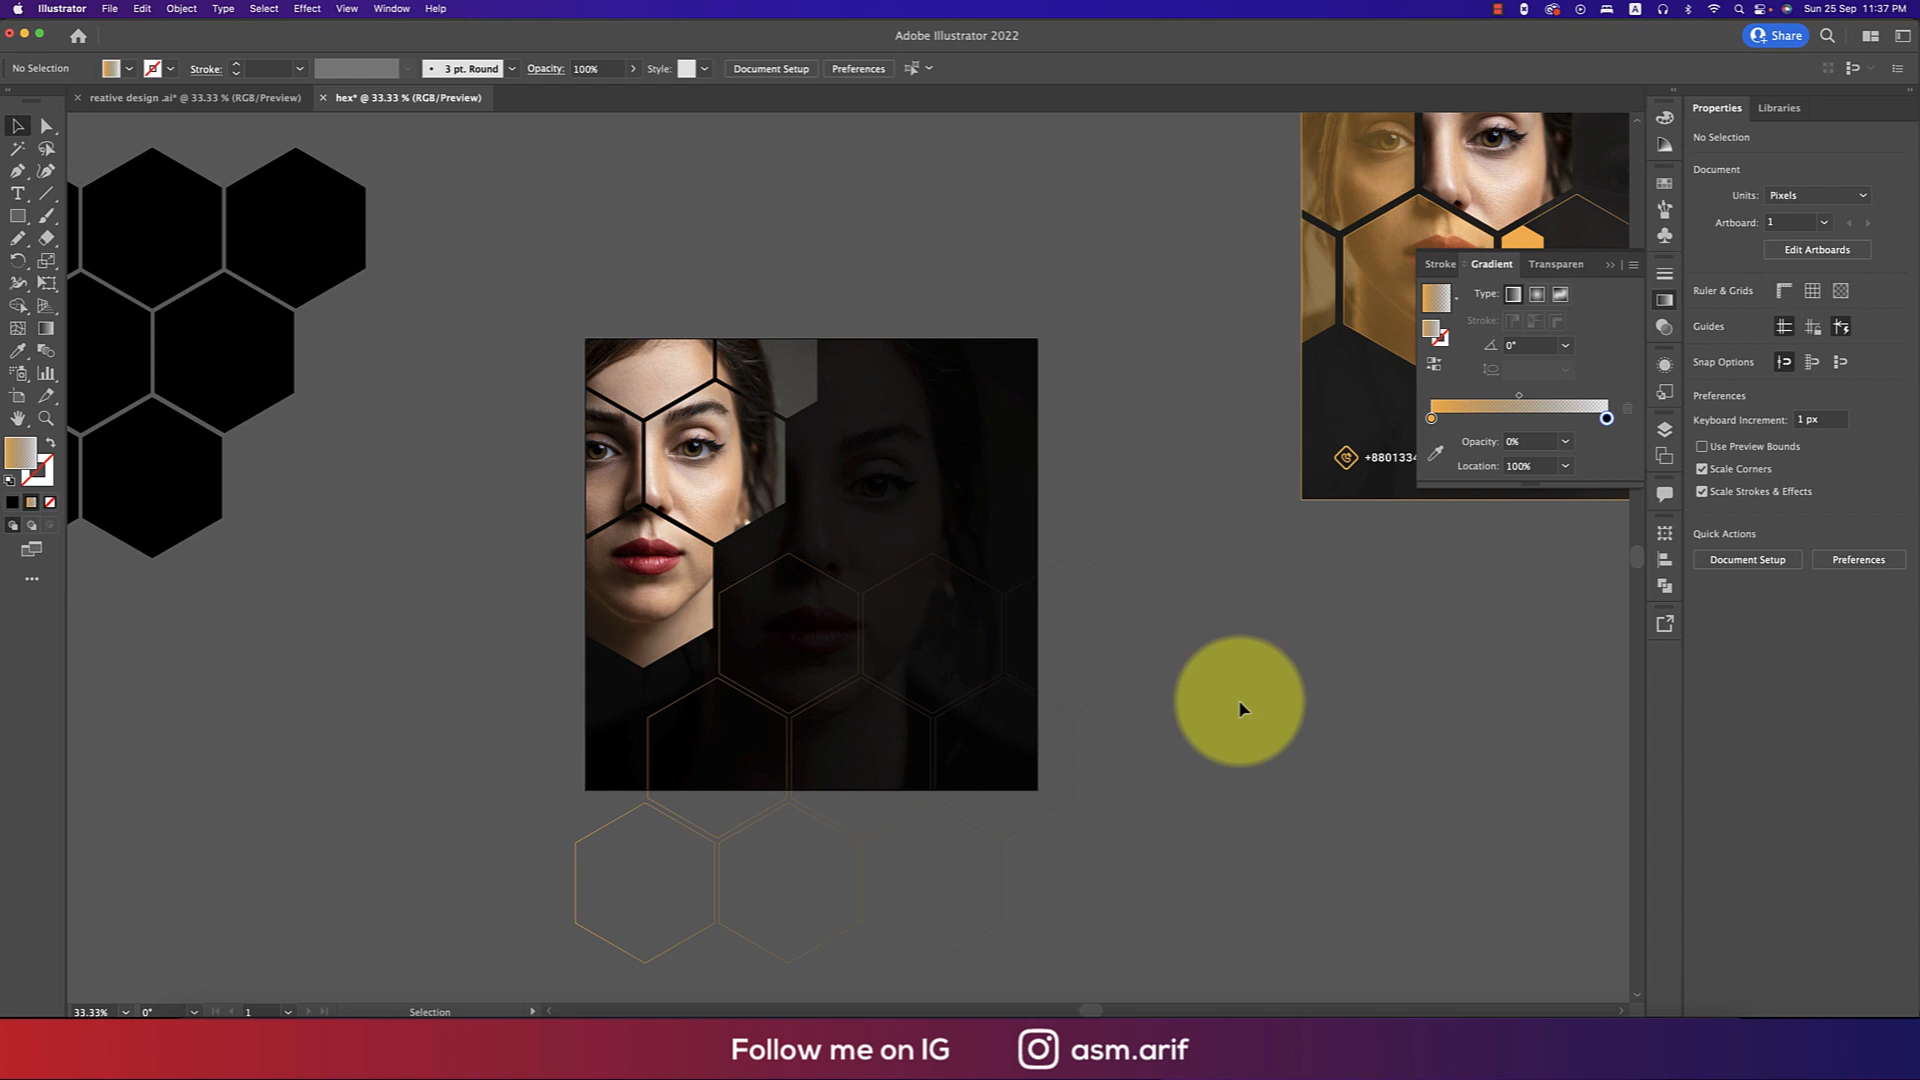 Illustrator File Edit Object Type Select Effect View Window Help
A
Sun 25 Sep 11:37 PM
Adobe Illustrator 2022
Share
No Selection
Stroke:
3 pt. Round
Opacity: 100%
Style:
Document Setup
Preferences
reative design .ai* @ 33.33 % (RGB/Preview)
hex* @ 33.33 % (RGB/Preview)
Properties
Libraries
No Selection
Document
Units: Pixels
Artboard: 1
Edit Artboards
Ruler & Grids
Guides
Snap Options
Preferences
Keyboard Increment: 1 px
Use Preview Bounds
Scale Corners
Scale Strokes & Effects
Quick Actions
Document Setup
Preferences
Stroke
Gradient
Transparen
Type:
Stroke:
0°
Opacity: 0%
Location: 100%
+8801334
33.33%
0°
1
Selection
Follow me on IG
asm.arif